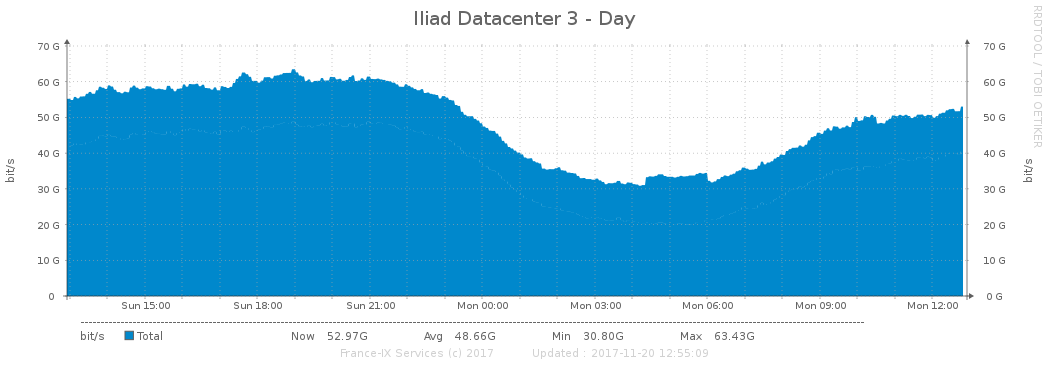 Iliad Datacenter 3 - Day
RRDTOOL / TOBI OETIKER
70 G 70 G
60 G 60 G
50 G 50 G
40 G 40 G
30 G 30 G
20 G 20 G
10 G 10 G
0 0 G
bit/s bit/s
Sun 15:00 Sun 18:00 Sun 21:00 Mon 00:00 Mon 03:00 Mon 06:00 Mon 09:00 Mon 12:00
bit/s Total Now 52.97G Avg 48.66G Min 30.80G Max 63.43G
France-IX Services (c) 2017 Updated : 2017-11-20 12:55:09